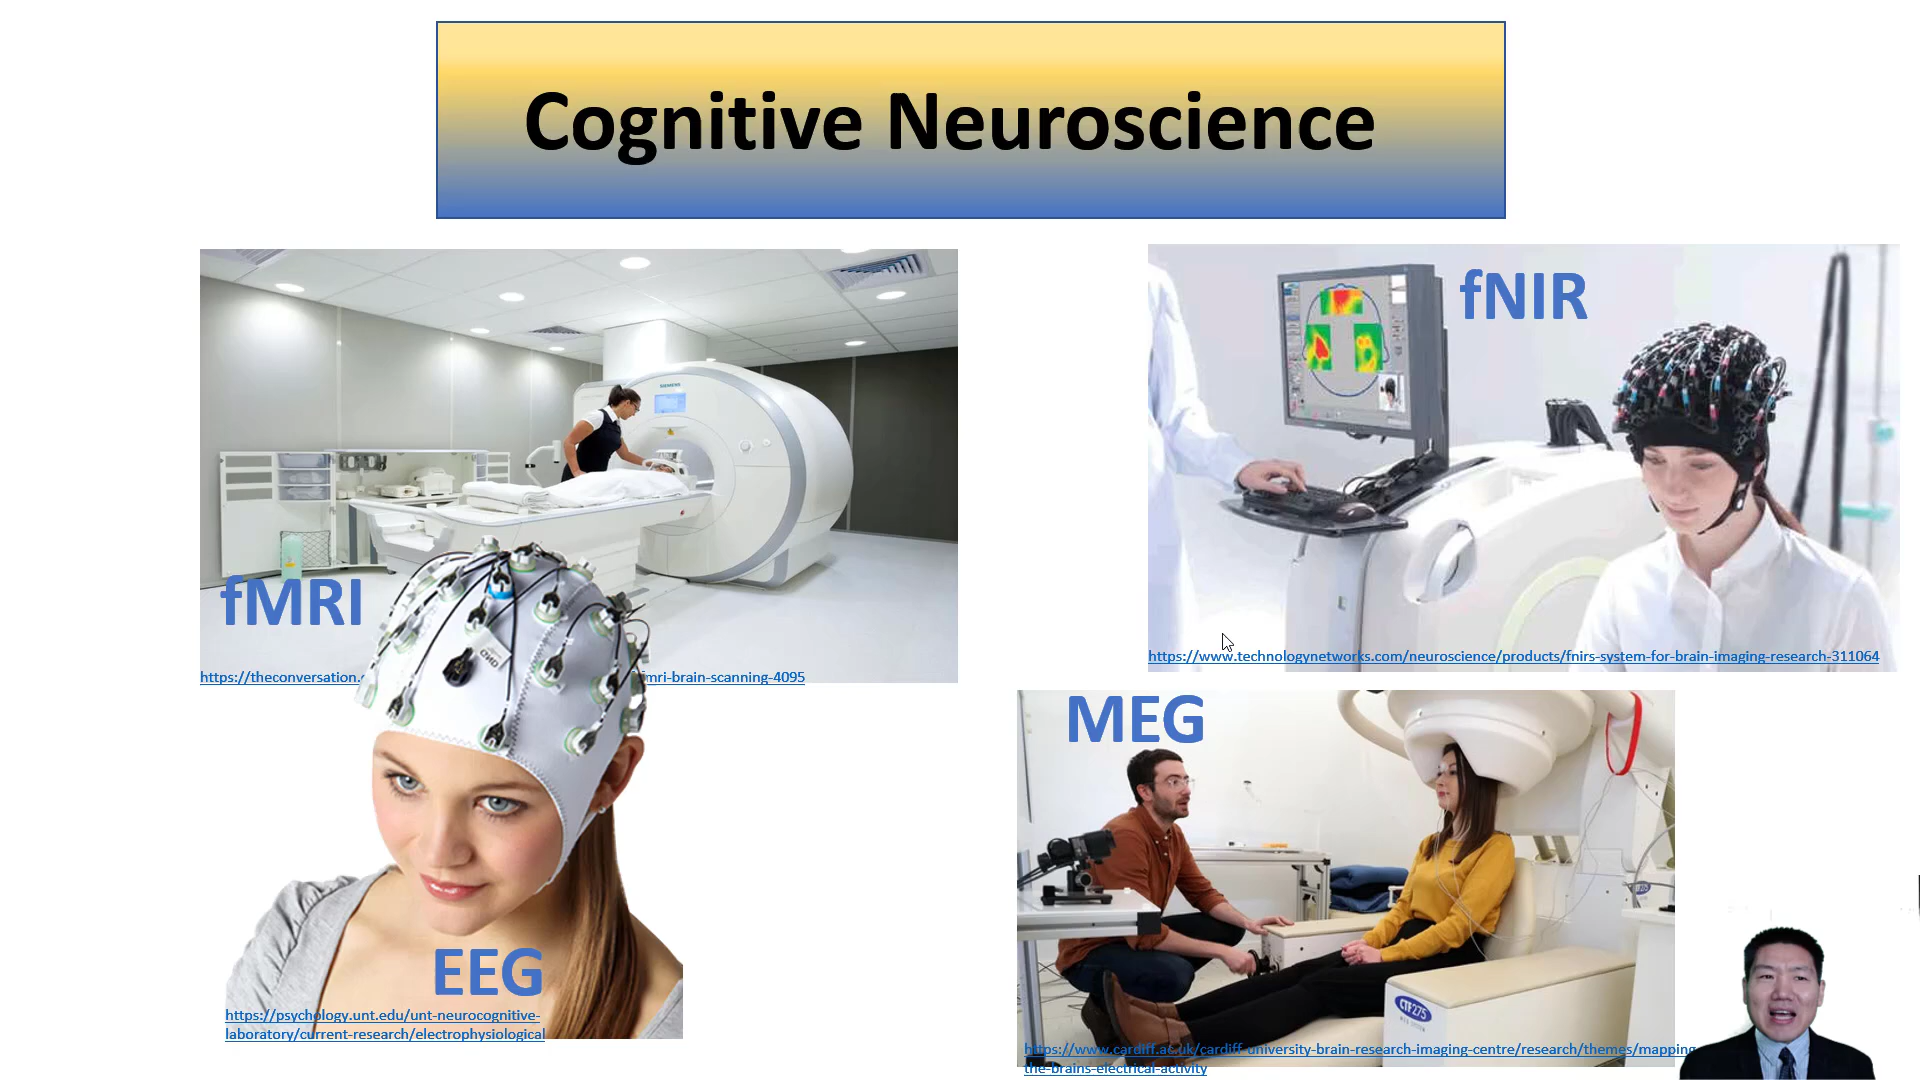 Cognitive Neuroscience
fNIR
SIEMENS
fMRI
https://theconversation.
mri-brain-scanning-4095
https://www.technologynetworks.com/neuroscience/products/fnirs-system-for-brain-imaging-research-311064
MEG
EEG
https://psychology.unt.edu/unt-neurocognitive-
laboratory/current-research/electrophysiological
CTF275
https://www.cardiff.ac.uk/cardiff-university-brain-research-imaging-centre/research/themes/mapping-
the-brains-electrical-activity